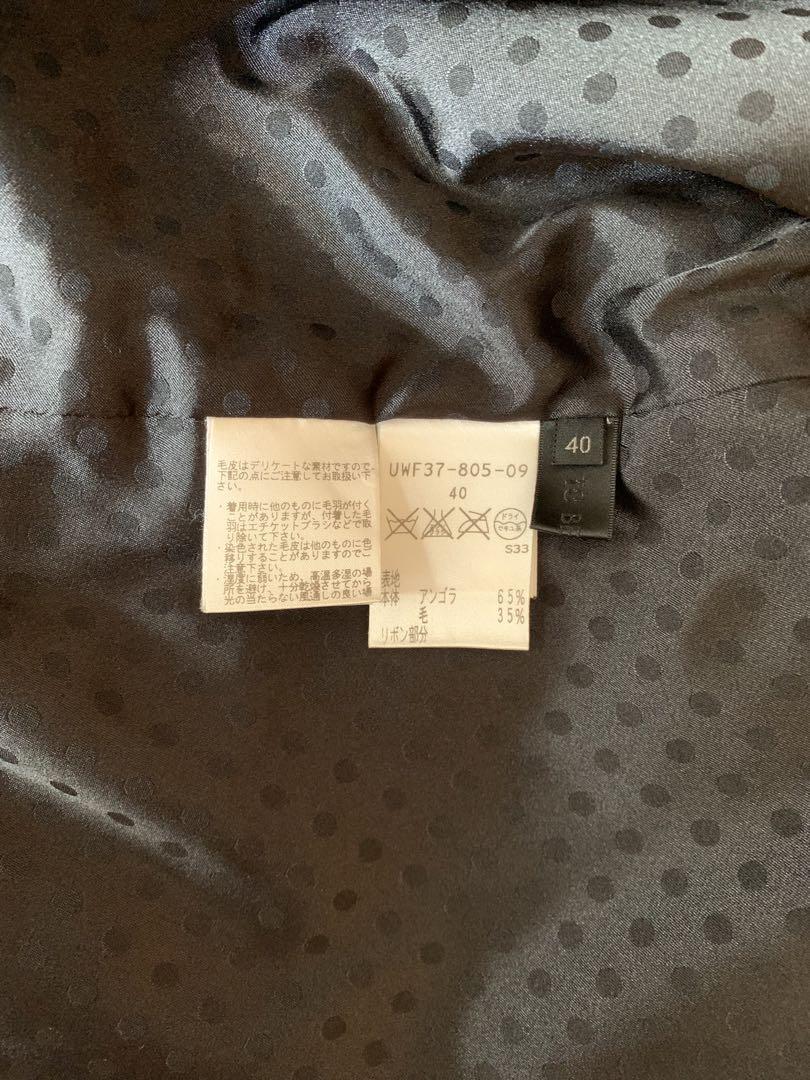 毛皮はデリケートな素材ですので
下記の点にご注意してお取扱い下
さい。
・着用時に他のものに毛羽が付く
ことがありますが、付着した毛
羽はエチケットブラシなどで取
り除いて下さい。
・染色された毛皮は他のものに色
移りすることがありますのでご
注意下さい。
・湿度に弱いため、高温多湿の場
所を避け、十分乾燥させてから
光の当たらない風通しの良い場
UWF37-805-09
40
ドライ
セキユ系
S33
表地
本体 アンゴラ 65%
毛 35%
リボン部分
40